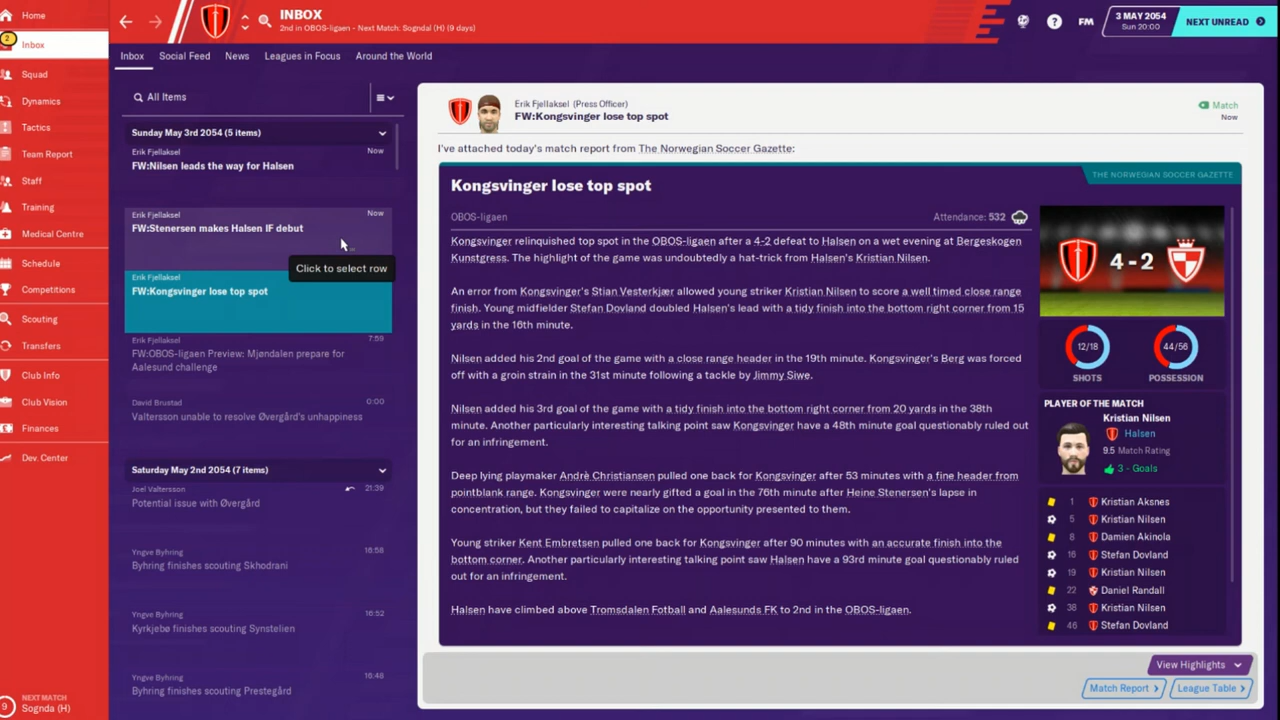 Home
2
Inbox
Squad
Dynamics
Tactics
Team Report
Staff
Training
Medical Centre
Schedule
Competitions
Scouting
Transfers
Club Info
Club Vision
Finances
Dev. Center
9
NEXT MATCH
Sognda (H)
INBOX
2nd in OBOS-ligaen - Next Match: Sogndal (H) (9 days)
?
FM
3 MAY 2054
Sun 20:00
NEXT UNREAD
Inbox Social Feed News Leagues in Focus Around the World
All Items
Sunday May 3rd 2054 (5 items)
Erik Fjellaksel Now
FW:Nilsen leads the way for Halsen
Erik Fjellaksel Now
FW:Stenersen makes Halsen IF debut
Click to select row
Erik Fjellaksel
FW:Kongsvinger lose top spot
Erik Fjellaksel 7:59
FW:OBOS-ligaen Preview: Mjøndalen prepare for
Aalesund challenge
David Brustad 0:00
Valtersson unable to resolve Øvergård's unhappiness
Saturday May 2nd 2054 (7 items)
Joel Valtersson 21:39
Potential issue with Øvergård
Yngve Byhring 16:58
Byhring finishes scouting Skhodrani
Yngve Byhring 16:52
Kyrkjebø finishes scouting Synstelien
Yngve Byhring 16:48
Byhring finishes scouting Prestegård
Erik Fjellaksel (Press Officer)
FW:Kongsvinger lose top spot
Match
Now
I've attached today's match report from The Norwegian Soccer Gazette:
THE NORWEGIAN SOCCER GAZETTE
Kongsvinger lose top spot
OBOS-ligaen Attendance: 532
Kongsvinger relinquished top spot in the OBOS-ligaen after a 4-2 defeat to Halsen on a wet evening at Bergeskogen
Kunstgress. The highlight of the game was undoubtedly a hat-trick from Halsen's Kristian Nilsen.
An error from Kongsvinger's Stian Vesterkjær allowed young striker Kristian Nilsen to score a well timed close range
finish. Young midfielder Stefan Dovland doubled Halsen's lead with a tidy finish into the bottom right corner from 15
yards in the 16th minute.
Nilsen added his 2nd goal of the game with a close range header in the 19th minute. Kongsvinger's Berg was forced
off with a groin strain in the 31st minute following a tackle by Jimmy Siwe.
Nilsen added his 3rd goal of the game with a tidy finish into the bottom right corner from 20 yards in the 38th
minute. Another particularly interesting talking point saw Kongsvinger have a 48th minute goal questionably ruled out
for an infringement.
Deep lying playmaker Andrè Christiansen pulled one back for Kongsvinger after 53 minutes with a fine header from
pointblank range. Kongsvinger were nearly gifted a goal in the 76th minute after Heine Stenersen's lapse in
concentration, but they failed to capitalize on the opportunity presented to them.
Young striker Kent Embretsen pulled one back for Kongsvinger after 90 minutes with an accurate finish into the
bottom corner. Another particularly interesting talking point saw Halsen have a 93rd minute goal questionably ruled
out for an infringement.
Halsen have climbed above Tromsdalen Fotball and Aalesunds FK to 2nd in the OBOS-ligaen.
4 - 2
12/18 44/56
SHOTS POSSESSION
PLAYER OF THE MATCH
Kristian Nilsen
Halsen
9.5 Match Rating
3 - Goals
1 Kristian Aksnes
5 Kristian Nilsen
8 Damien Akinola
16 Stefan Dovland
19 Kristian Nilsen
22 Daniel Randall
38 Kristian Nilsen
46 Stefan Dovland
View Highlights
Match Report
League Table